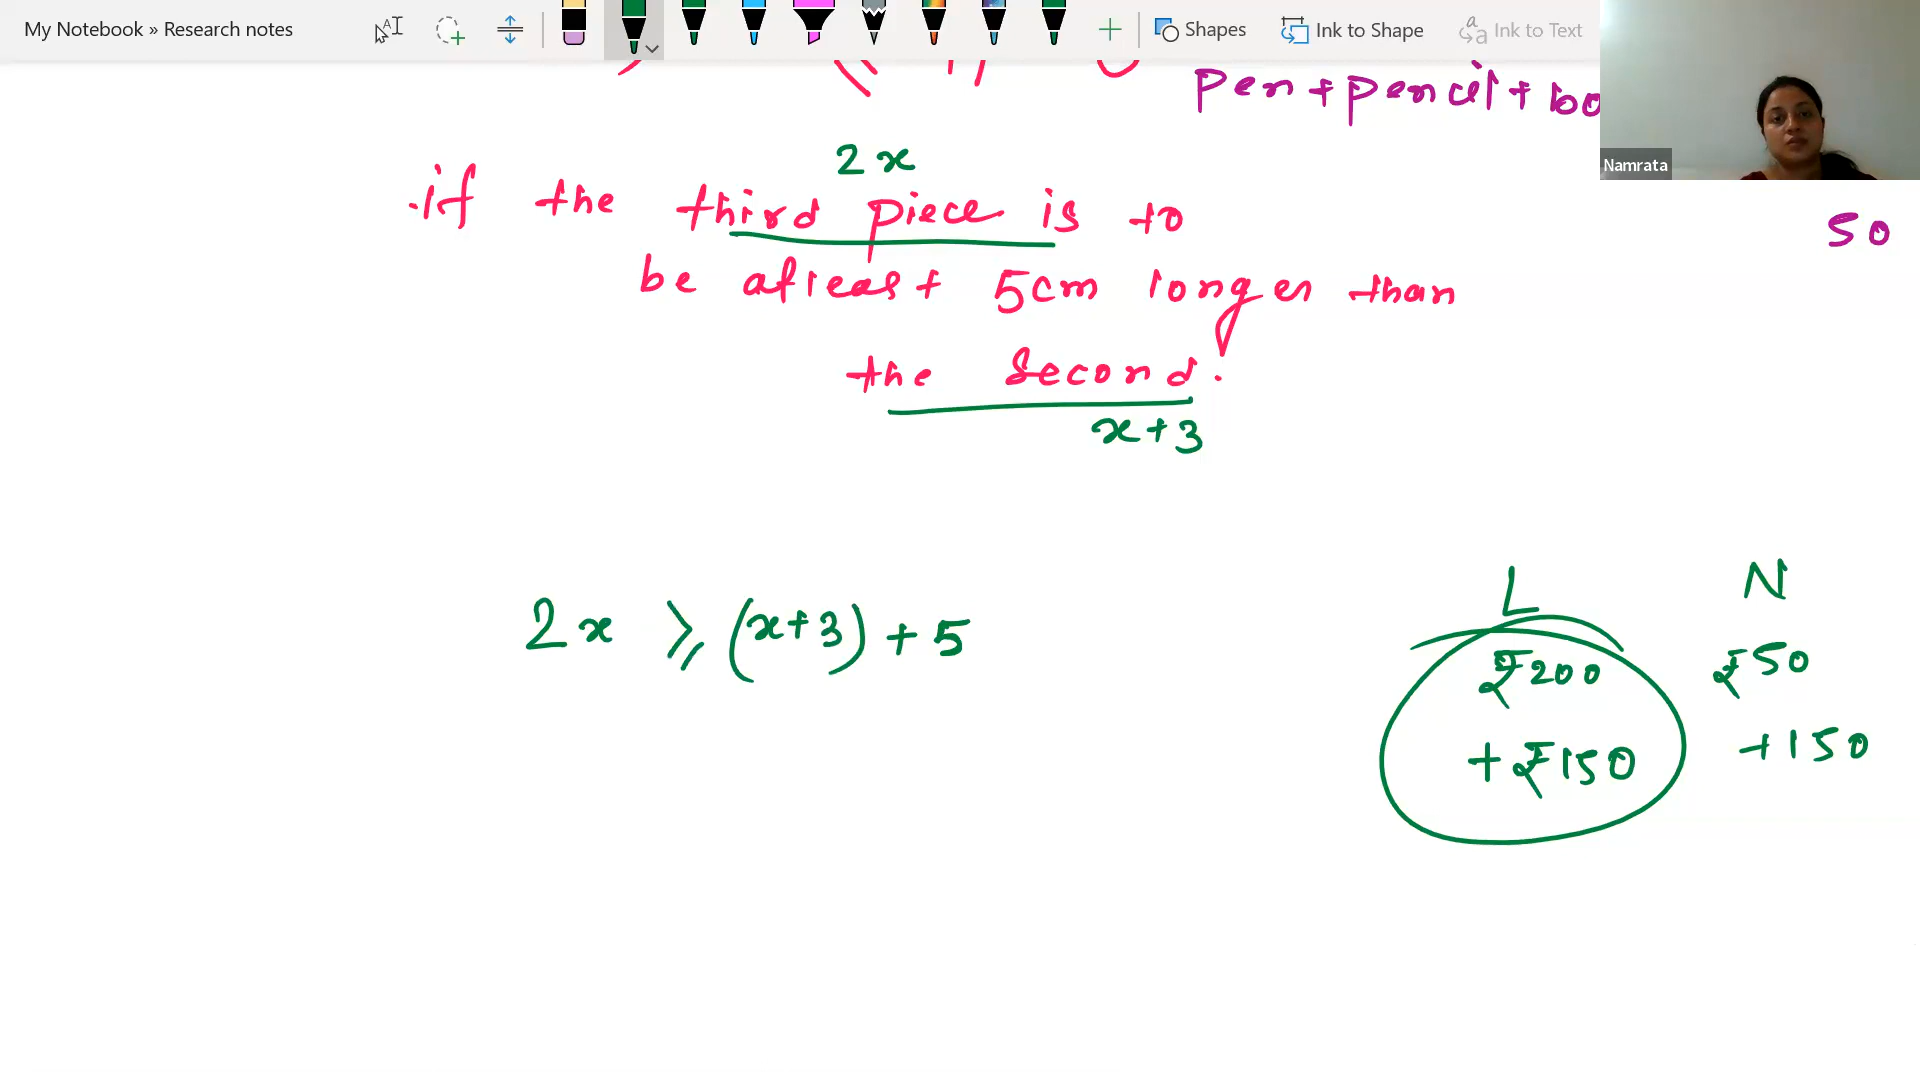 My Notebook » Research notes
Shapes
Ink to Shape
Ink to Text
Pen + pencil + bo
Namrata
2x
if the third piece is to
50
be atleast 5cm longer than
the second.
x+3
2x ⩾ (x+3) + 5
L N
₹200 ₹50
+ ₹150 +150